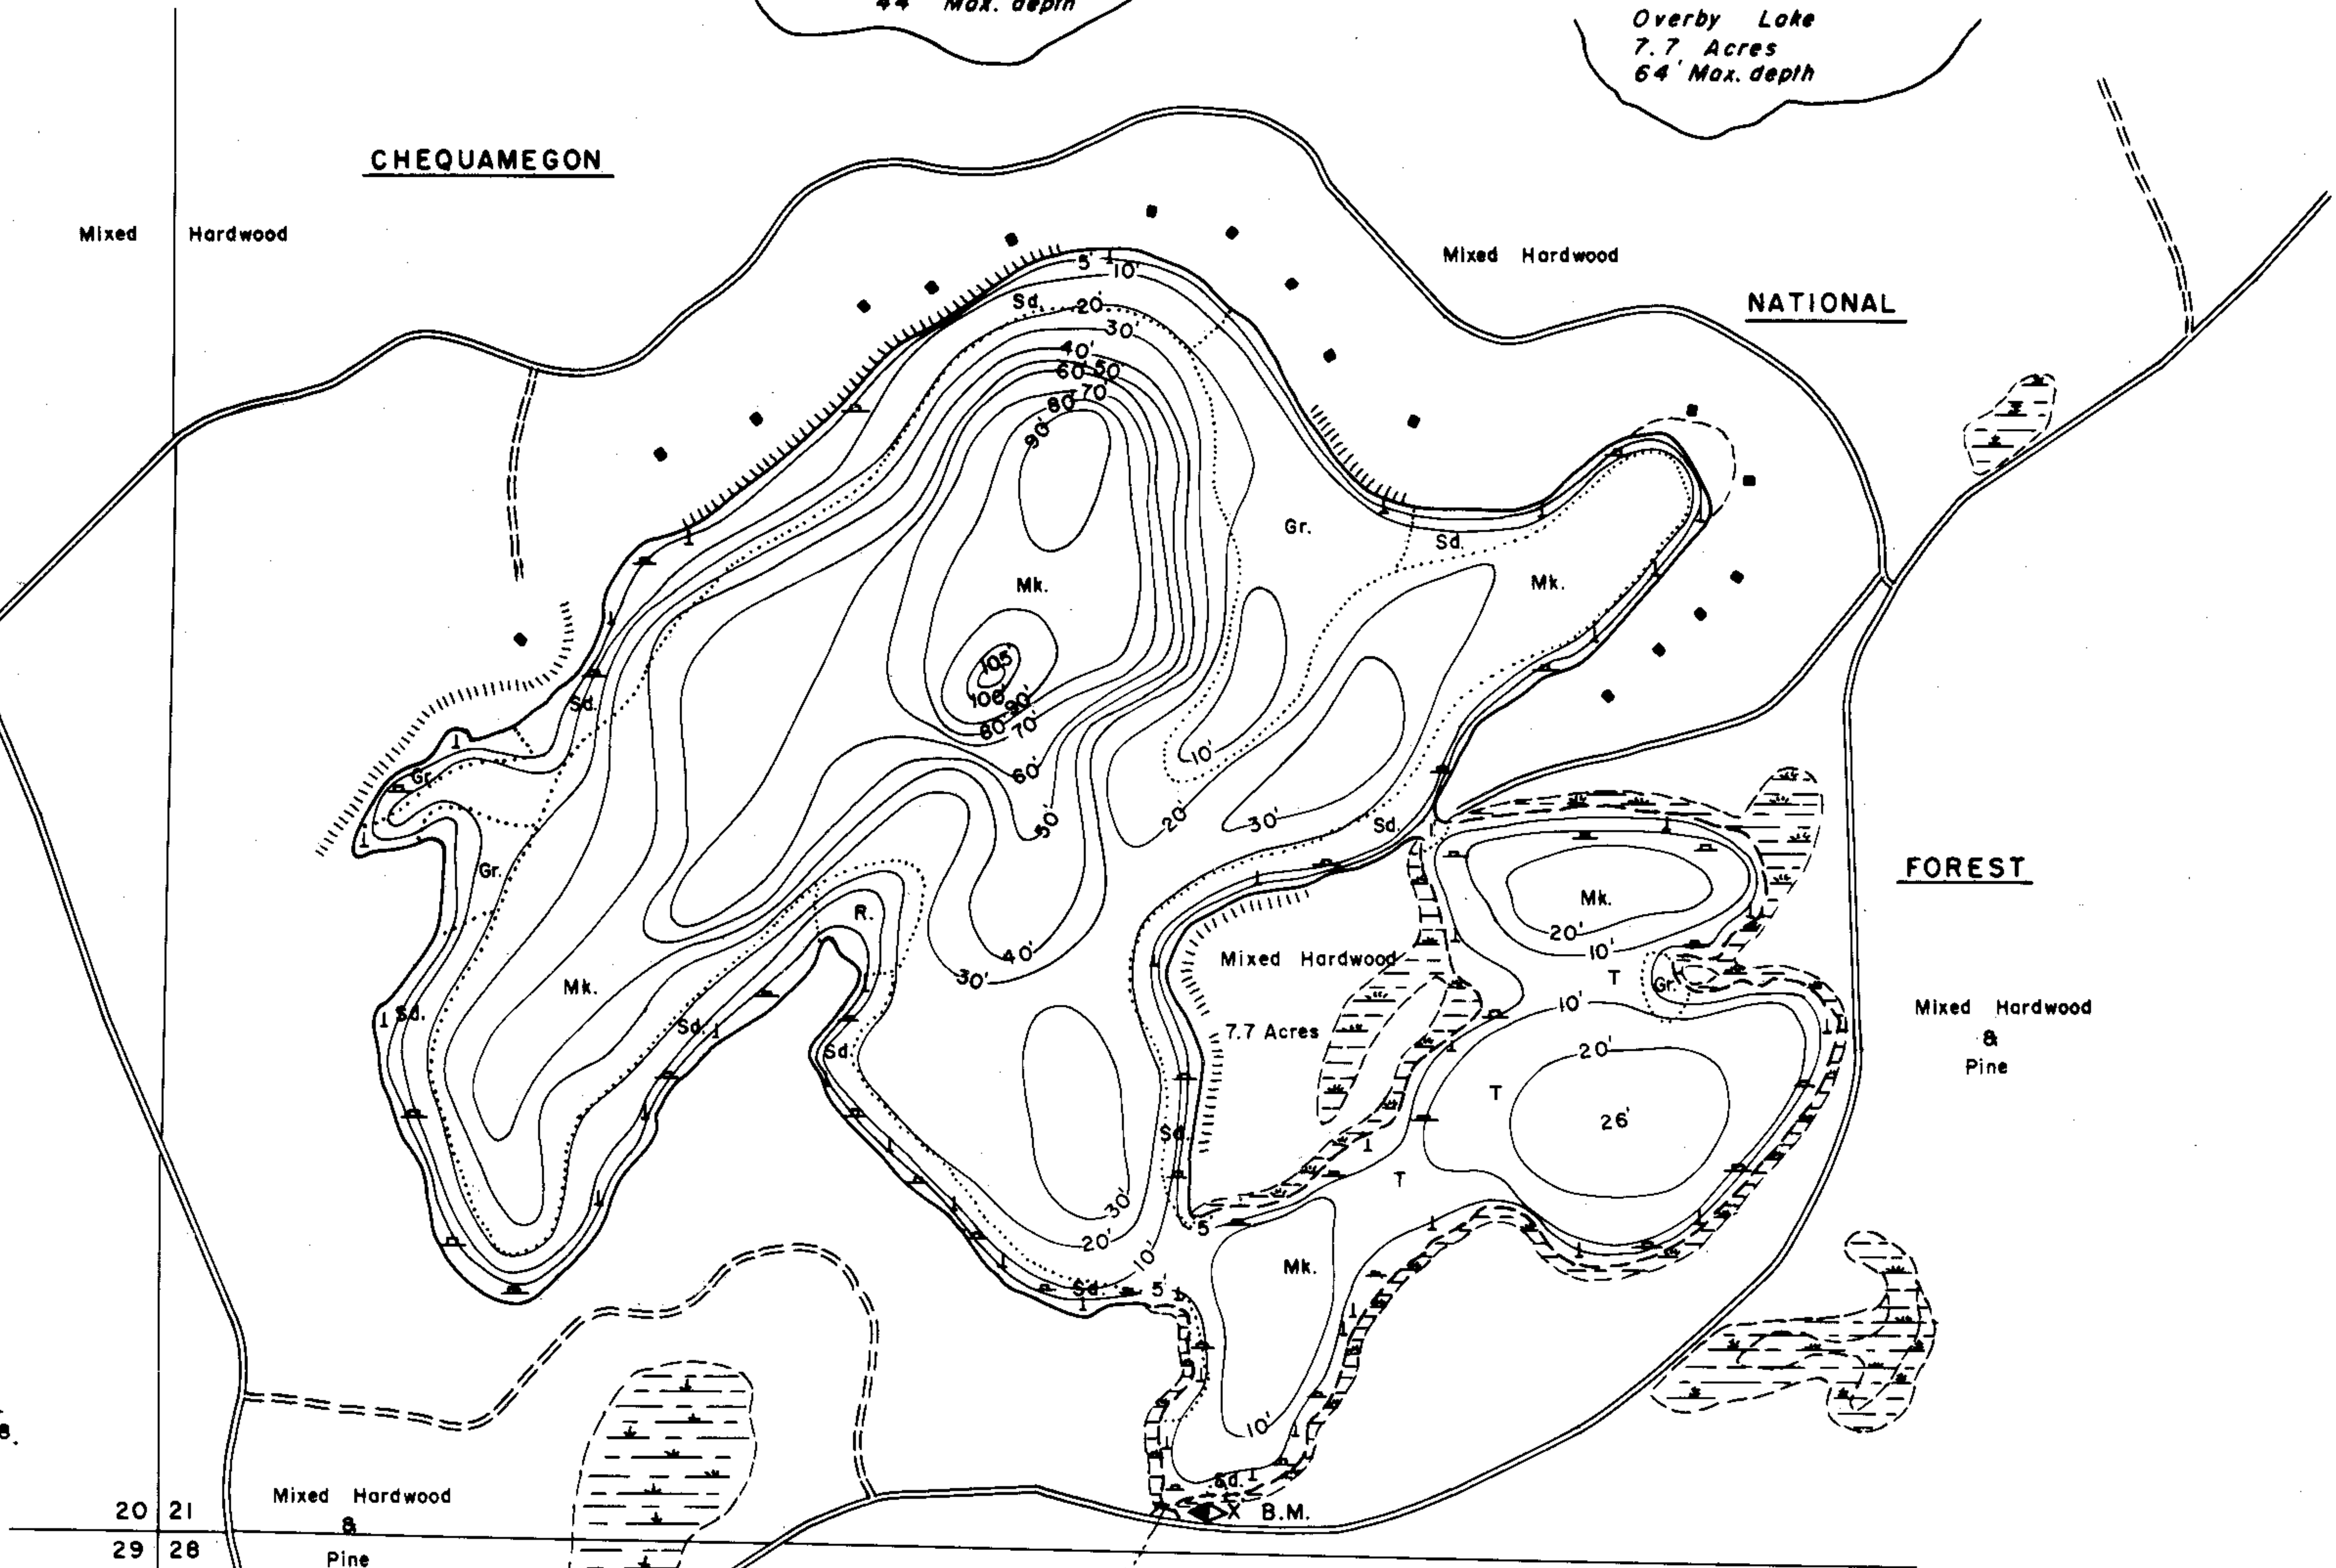 44' Max. depth
Overby Lake
7.7 Acres
64' Max. depth
CHEQUAMEGON
Mixed Hardwood
Mixed Hardwood
NATIONAL
5'
10'
Sd.
20'
30'
40'
60' 50'
70'
80'
90'
Gr.
Sd.
Mk.
Mk.
105'
100'
90'
80'
70'
Sd.
10'
60'
Gr.
50'
20'
30'
Sd.
FOREST
Gr.
Mk.
R.
20'
10'
Mixed Hardwood
40'
30'
T
Gr.
Mk.
10'
Mixed Hardwood
&
Pine
Sd.
Sd.
7.7 Acres
Sd.
20'
T
26'
Sd.
T
30'
5
20'
10'
Mk.
Sd.
5'
10'
8.
Sd.
Mixed Hardwood
&
Pine
20 21
29 28
X B.M.